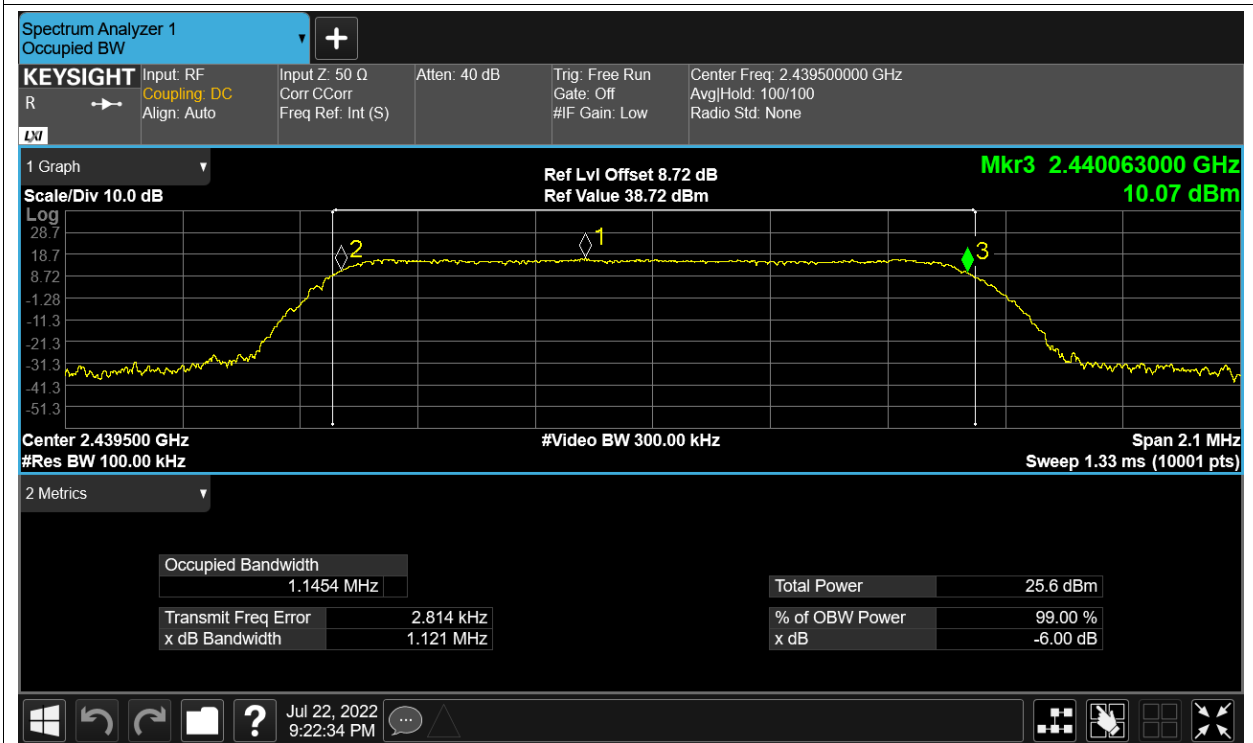 Spectrum Analyzer 1
Occupied BW
KEYSIGHT
R
LXI
Input: RF
Coupling: DC
Align: Auto
Input Z: 50 Ω
Corr CCorr
Freq Ref: Int (S)
Atten: 40 dB
Trig: Free Run
Gate: Off
#IF Gain: Low
Center Freq: 2.439500000 GHz
Avg|Hold: 100/100
Radio Std: None
1 Graph
Scale/Div 10.0 dB
Ref Lvl Offset 8.72 dB
Ref Value 38.72 dBm
Mkr3 2.440063000 GHz
10.07 dBm
Log
28.7
18.7
8.72
-1.28
-11.3
-21.3
-31.3
-41.3
-51.3
2
1
3
Center 2.439500 GHz
#Video BW 300.00 kHz
Span 2.1 MHz
#Res BW 100.00 kHz
Sweep 1.33 ms (10001 pts)
2 Metrics
Occupied Bandwidth
1.1454 MHz
Transmit Freq Error 2.814 kHz
x dB Bandwidth 1.121 MHz
Total Power 25.6 dBm
% of OBW Power 99.00 %
x dB -6.00 dB
?
Jul 22, 2022
9:22:34 PM